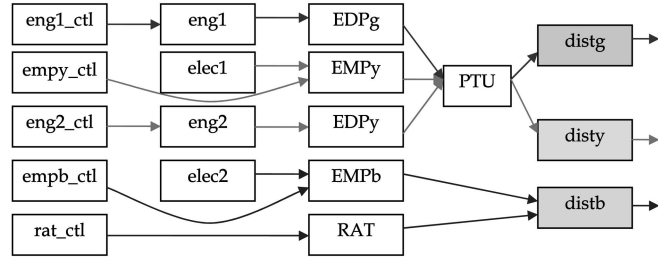 eng1_ctl eng1 EDPg distg
empy_ctl elec1 EMPy PTU
eng2_ctl eng2 EDPy disty
empb_ctl elec2 EMPb distb
rat_ctl RAT